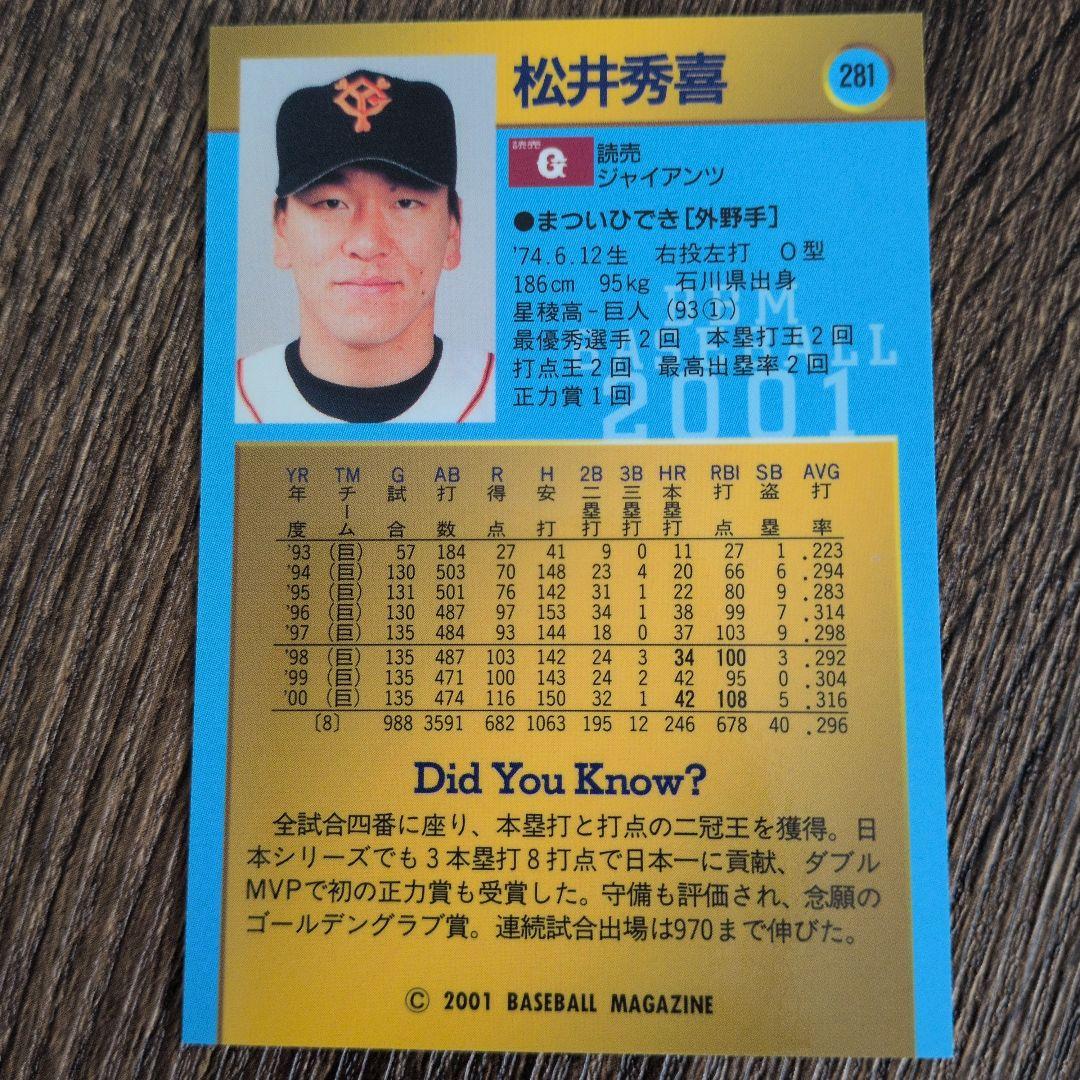 松井秀喜
281
YG
読売
G
読売
ジャイアンツ
●まついひでき[外野手]
'74.6.12生 右投左打 O型
186cm 95kg 石川県出身
星稜高-巨人 (93①)
最優秀選手2回 本塁打王2回
打点王2回 最高出塁率2回
正力賞1回
BBM
BASEBALL
2001
YR TM G AB R H 2B 3B HR RBI SB AVG
年度 チーム 試合 打数 得点 安打 二塁打 三塁打 本塁打 打点 盗塁 打率
'93 (巨) 57 184 27 41 9 0 11 27 1 .223
'94 (巨) 130 503 70 148 23 4 20 66 6 .294
'95 (巨) 131 501 76 142 31 1 22 80 9 .283
'96 (巨) 130 487 97 153 34 1 38 99 7 .314
'97 (巨) 135 484 93 144 18 0 37 103 9 .298
'98 (巨) 135 487 103 142 24 3 34 100 3 .292
'99 (巨) 135 471 100 143 24 2 42 95 0 .304
'00 (巨) 135 474 116 150 32 1 42 108 5 .316
〔8〕 988 3591 682 1063 195 12 246 678 40 .296
Did You Know?
全試合四番に座り、本塁打と打点の二冠王を獲得。日
本シリーズでも3本塁打8打点で日本一に貢献、ダブル
MVPで初の正力賞も受賞した。守備も評価され、念願の
ゴールデングラブ賞。連続試合出場は970まで伸びた。
© 2001 BASEBALL MAGAZINE